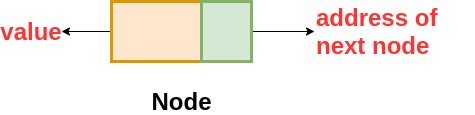 value
address of
next node
Node